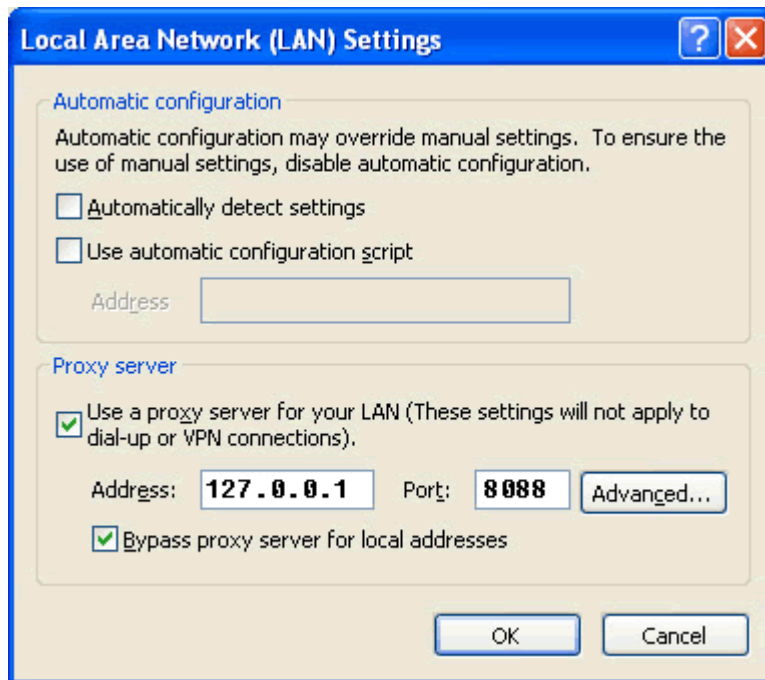 Local Area Network (LAN) Settings
Automatic configuration
Automatic configuration may override manual settings. To ensure the
use of manual settings, disable automatic configuration.
Automatically detect settings
Use automatic configuration script
Address
Proxy server
Use a proxy server for your LAN (These settings will not apply to
dial-up or VPN connections).
Address: 127.0.0.1 Port: 8088 Advanced...
Bypass proxy server for local addresses
OK Cancel